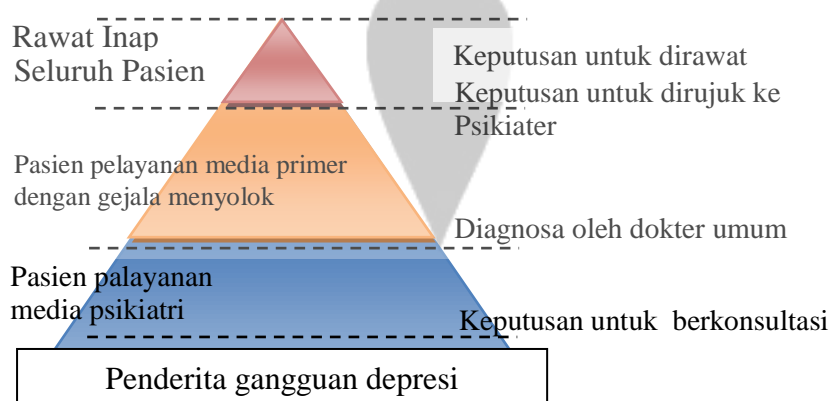 Rawat Inap
Seluruh Pasien
Keputusan untuk dirawat
Keputusan untuk dirujuk ke
Psikiater
Pasien pelayanan media primer
dengan gejala menyolok
Diagnosa oleh dokter umum
Pasien palayanan
media psikiatri
Keputusan untuk berkonsultasi
Penderita gangguan depresi